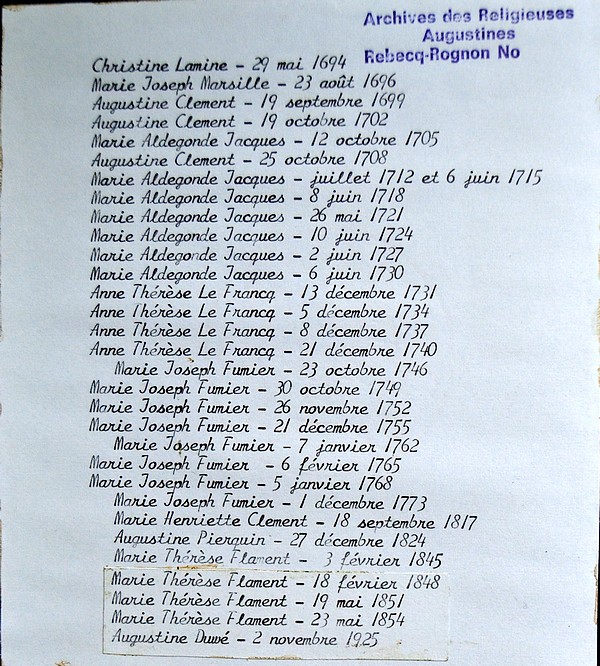 Archives des Religieuses
Augustines
Rebecq-Rognon No
Christine Lamine - 29 mai 1694
Marie Joseph Marsille - 23 août 1696
Augustine Clement - 19 septembre 1699
Augustine Clement - 19 octobre 1702
Marie Aldegonde Jacques - 12 octobre 1705
Augustine Clement - 25 octobre 1708
Marie Aldegonde Jacques - juillet 1712 et 6 juin 1715
Marie Aldegonde Jacques - 8 juin 1718
Marie Aldegonde Jacques - 26 mai 1721
Marie Aldegonde Jacques - 10 juin 1724
Marie Aldegonde Jacques - 2 juin 1727
Marie Aldegonde Jacques - 6 juin 1730
Anne Thérèse Le Francq - 13 décembre 1731
Anne Thérèse Le Francq - 5 décembre 1734
Anne Thérèse Le Francq - 8 décembre 1737
Anne Thérèse Le Francq - 21 décembre 1740
Marie Joseph Fumier - 23 octobre 1746
Marie Joseph Fumier - 30 octobre 1749
Marie Joseph Fumier - 26 novembre 1752
Marie Joseph Fumier - 21 décembre 1755
Marie Joseph Fumier - 7 janvier 1762
Marie Joseph Fumier - 6 février 1765
Marie Joseph Fumier - 5 janvier 1768
Marie Joseph Fumier - 1 décembre 1773
Marie Henriette Clement - 18 septembre 1817
Augustine Pierquin - 27 décembre 1824
Marie Thérèse Flament - 3 février 1845
Marie Thérèse Flament - 18 février 1848
Marie Thérèse Flament - 19 mai 1851
Marie Thérèse Flament - 23 mai 1854
Augustine Duwé - 2 novembre 1925